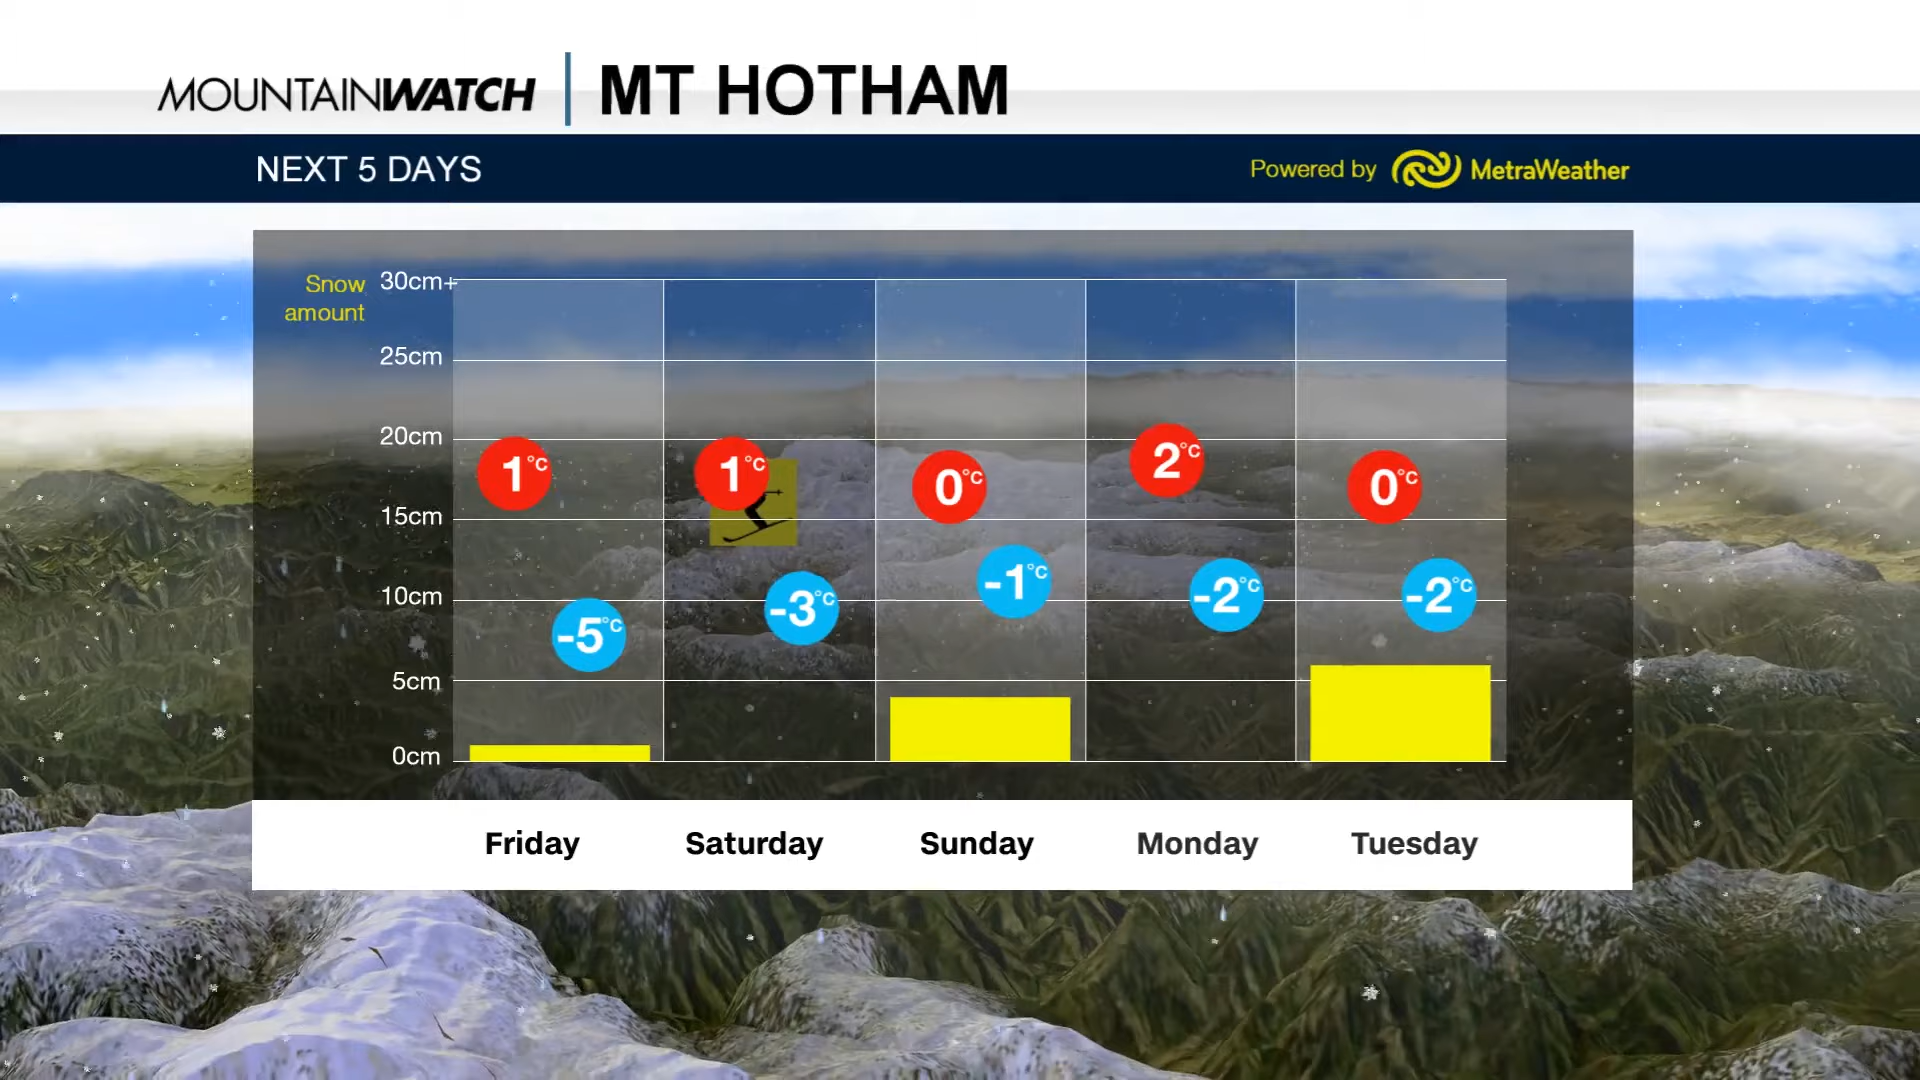 MOUNTAINWATCH MT HOTHAM
NEXT 5 DAYS
Powered by MetraWeather
Snow
amount
30cm+
25cm
20cm
15cm
10cm
5cm
0cm
1°C
1°C
0°C
2°C
0°C
-5°C
-3°C
-1°C
-2°C
-2°C
Friday Saturday Sunday Monday Tuesday